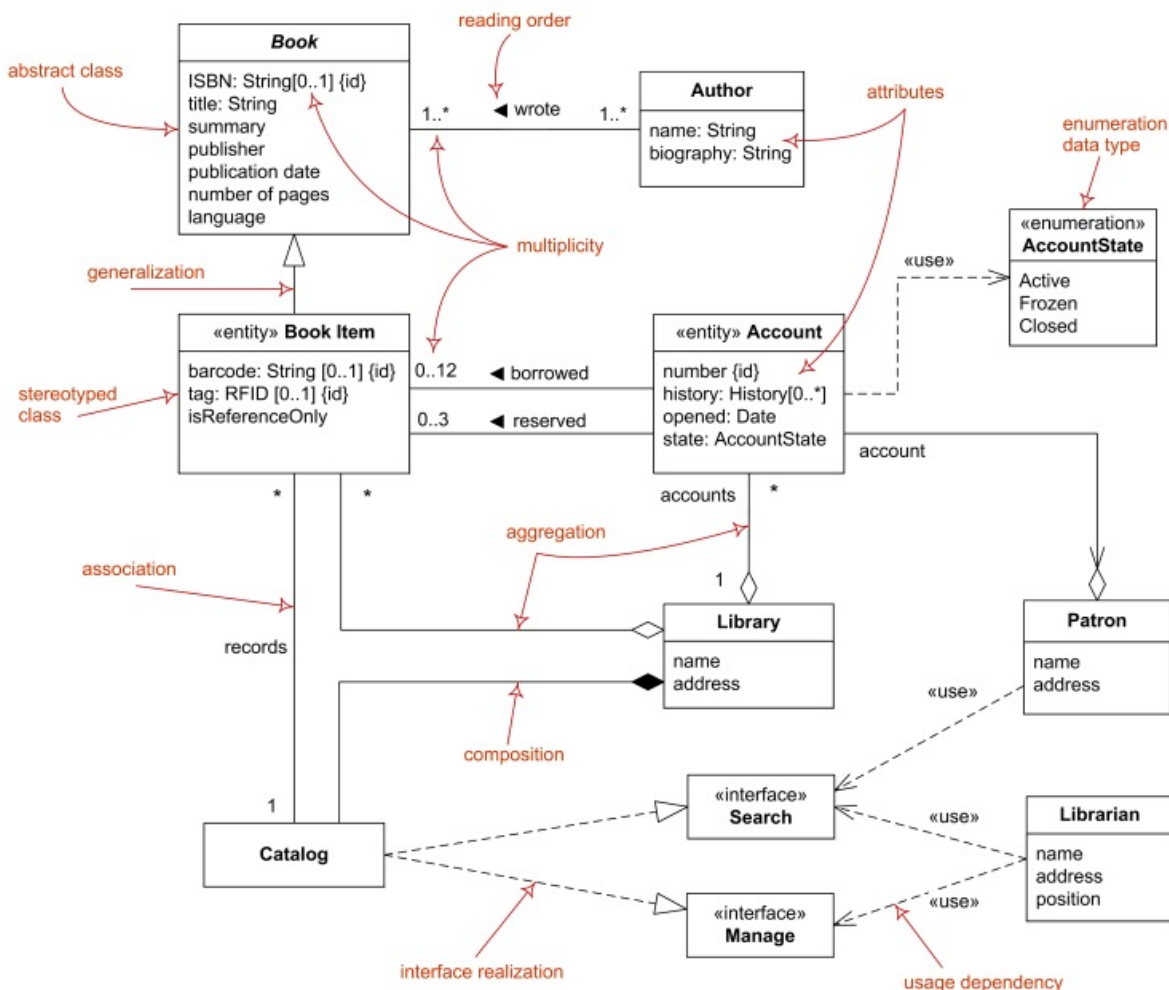 reading order
Book
abstract class
ISBN: String[0..1] {id}
title: String
summary
publisher
publication date
number of pages
language
1..*
◄ wrote
1..*
Author
name: String
biography: String
attributes
enumeration
data type
«enumeration»
AccountState
Active
Frozen
Closed
multiplicity
generalization
«use»
«entity» Book Item
barcode: String [0..1] {id}
tag: RFID [0..1] {id}
isReferenceOnly
stereotyped
class
0..12
◄ borrowed
0..3
◄ reserved
«entity» Account
number {id}
history: History[0..*]
opened: Date
state: AccountState
account
*
*
accounts
*
aggregation
association
1
records
Library
name
address
Patron
name
address
composition
«use»
1
Catalog
«interface»
Search
«use»
Librarian
name
address
position
«interface»
Manage
«use»
interface realization
usage dependency